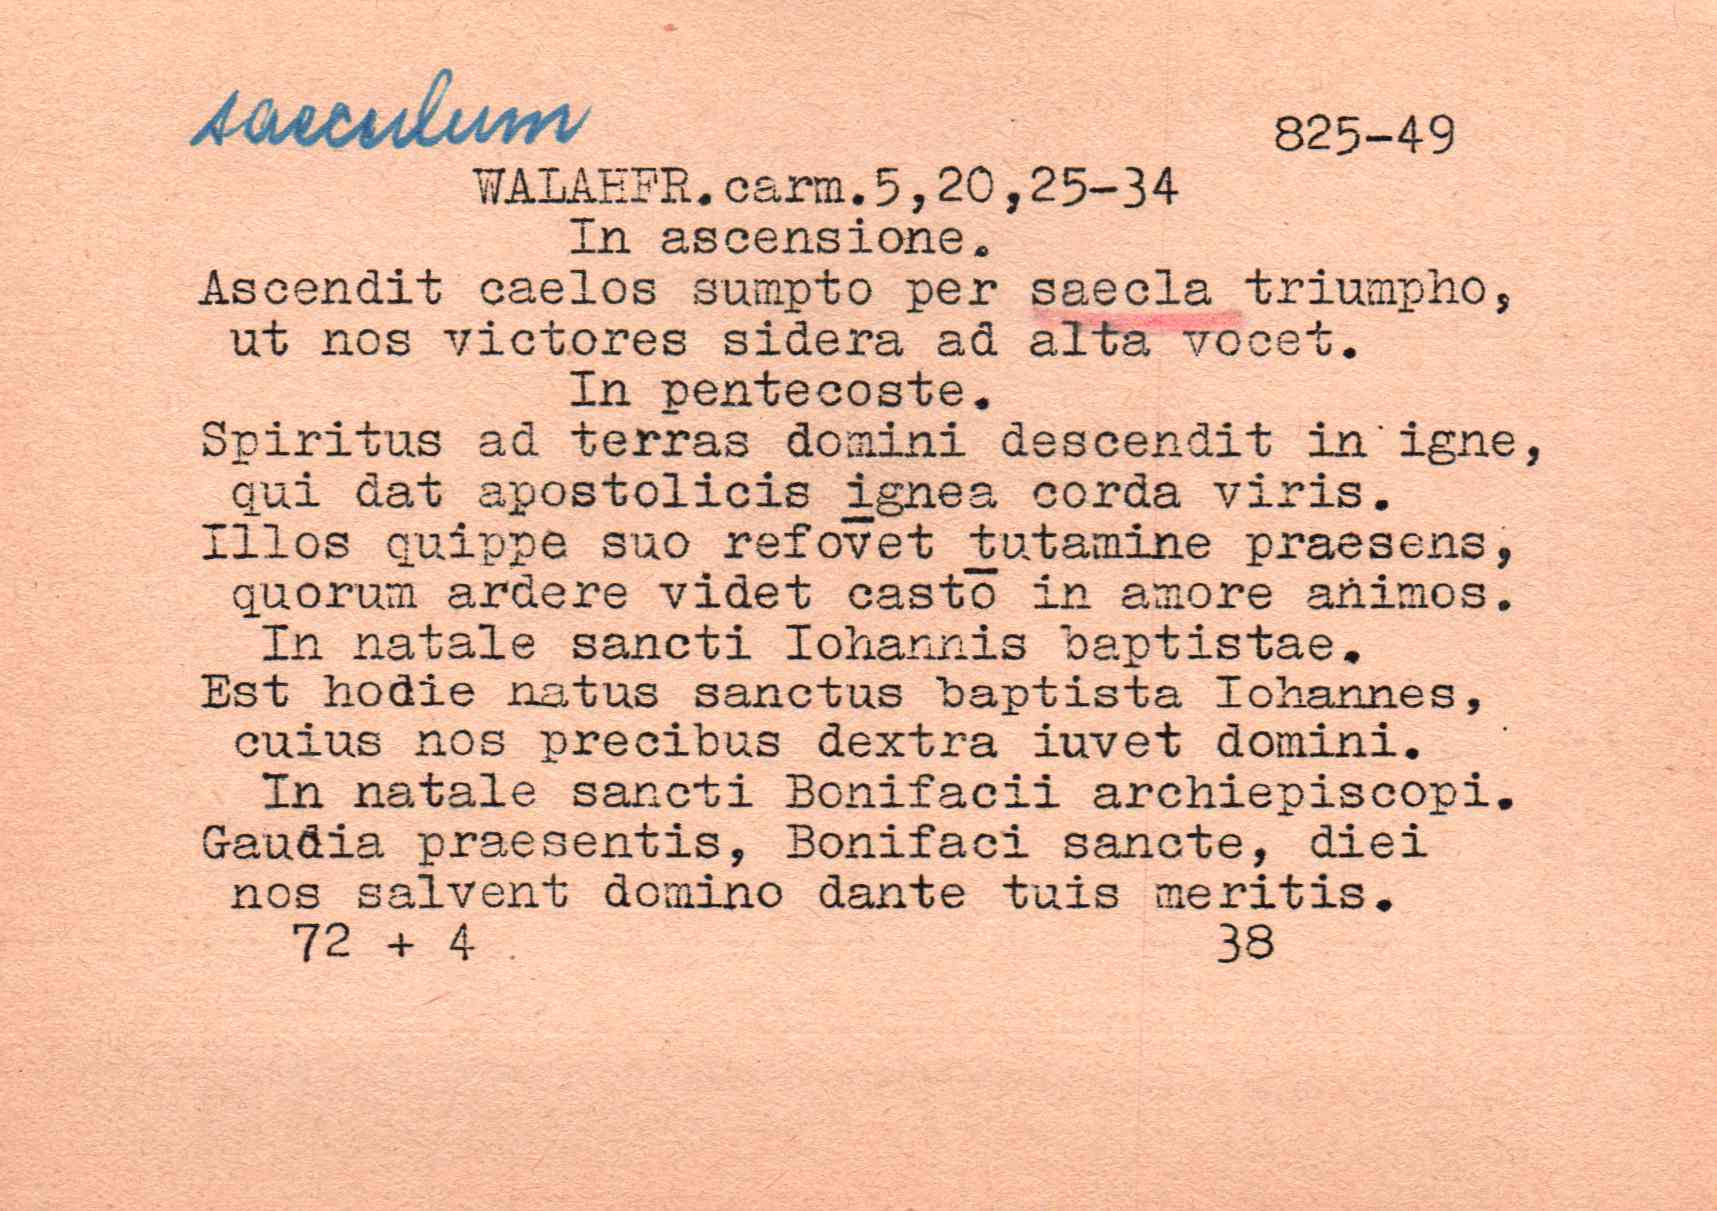 saeculum
825-49
WALAHFR.carm.5,20,25-34
In ascensione.
Ascendit caelos sumpto per saecla triumpho,
ut nos victores sidera ad alta vocet.
In pentecoste.
Spiritus ad terras domini descendit in igne,
qui dat apostolicis ignea corda viris.
Illos quippe suo refovet tutamine praesens,
quorum ardere videt casto in amore animos.
In natale sancti Iohannis baptistae.
Est hodie natus sanctus baptista Iohannes,
cuius nos precibus dextra iuvet domini.
In natale sancti Bonifacii archiepiscopi.
Gaudia praesentis, Bonifaci sancte, diei
nos salvent domino dante tuis meritis.
72 + 4 38